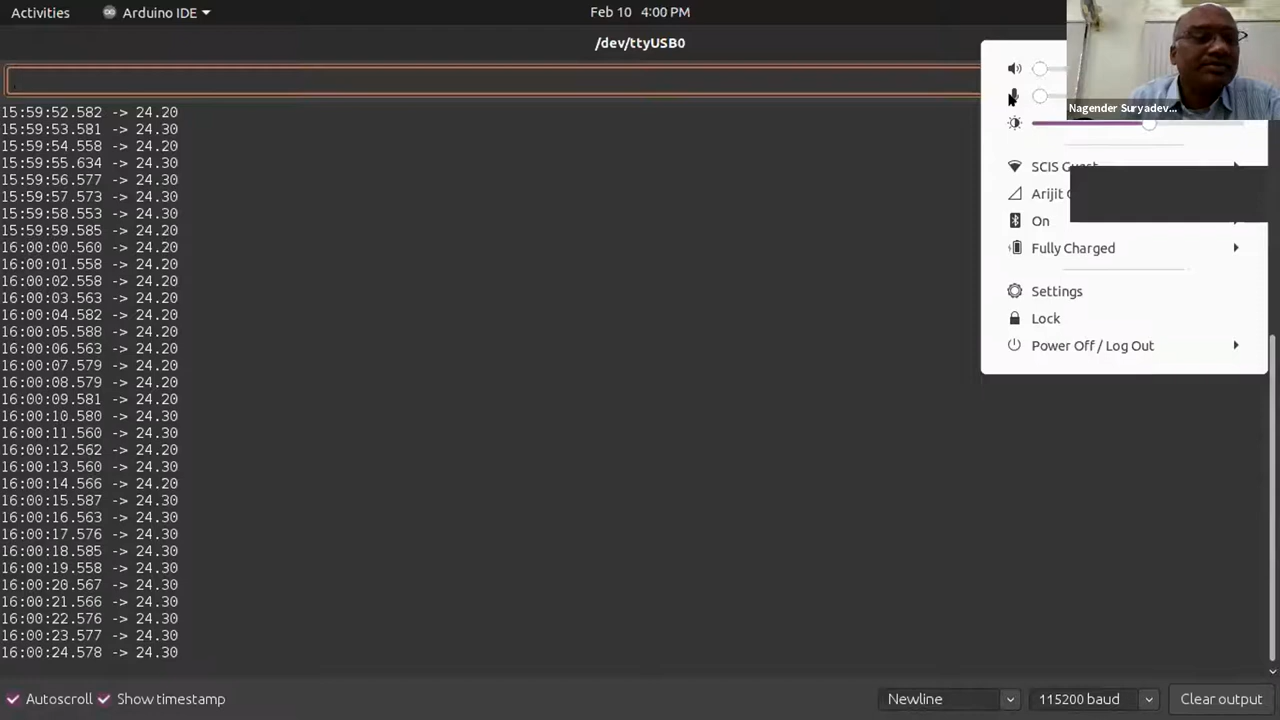 Activities Arduino IDE Feb 10 4:00 PM
/dev/ttyUSB0
Nagender Suryadev...
15:59:52.582 -> 24.20
15:59:53.581 -> 24.30
15:59:54.558 -> 24.20
15:59:55.634 -> 24.30
15:59:56.577 -> 24.30
15:59:57.573 -> 24.30
15:59:58.553 -> 24.30
15:59:59.585 -> 24.20
16:00:00.560 -> 24.20
16:00:01.558 -> 24.20
16:00:02.558 -> 24.20
16:00:03.563 -> 24.20
16:00:04.582 -> 24.20
16:00:05.588 -> 24.20
16:00:06.563 -> 24.20
16:00:07.579 -> 24.20
16:00:08.579 -> 24.20
16:00:09.581 -> 24.20
16:00:10.580 -> 24.30
16:00:11.560 -> 24.30
16:00:12.562 -> 24.20
16:00:13.560 -> 24.30
16:00:14.566 -> 24.20
16:00:15.587 -> 24.30
16:00:16.563 -> 24.30
16:00:17.576 -> 24.30
16:00:18.585 -> 24.30
16:00:19.558 -> 24.30
16:00:20.567 -> 24.30
16:00:21.566 -> 24.30
16:00:22.576 -> 24.30
16:00:23.577 -> 24.30
16:00:24.578 -> 24.30
SCIS Guest
Arijit
On
Fully Charged
Settings
Lock
Power Off / Log Out
Autoscroll Show timestamp Newline 115200 baud Clear output